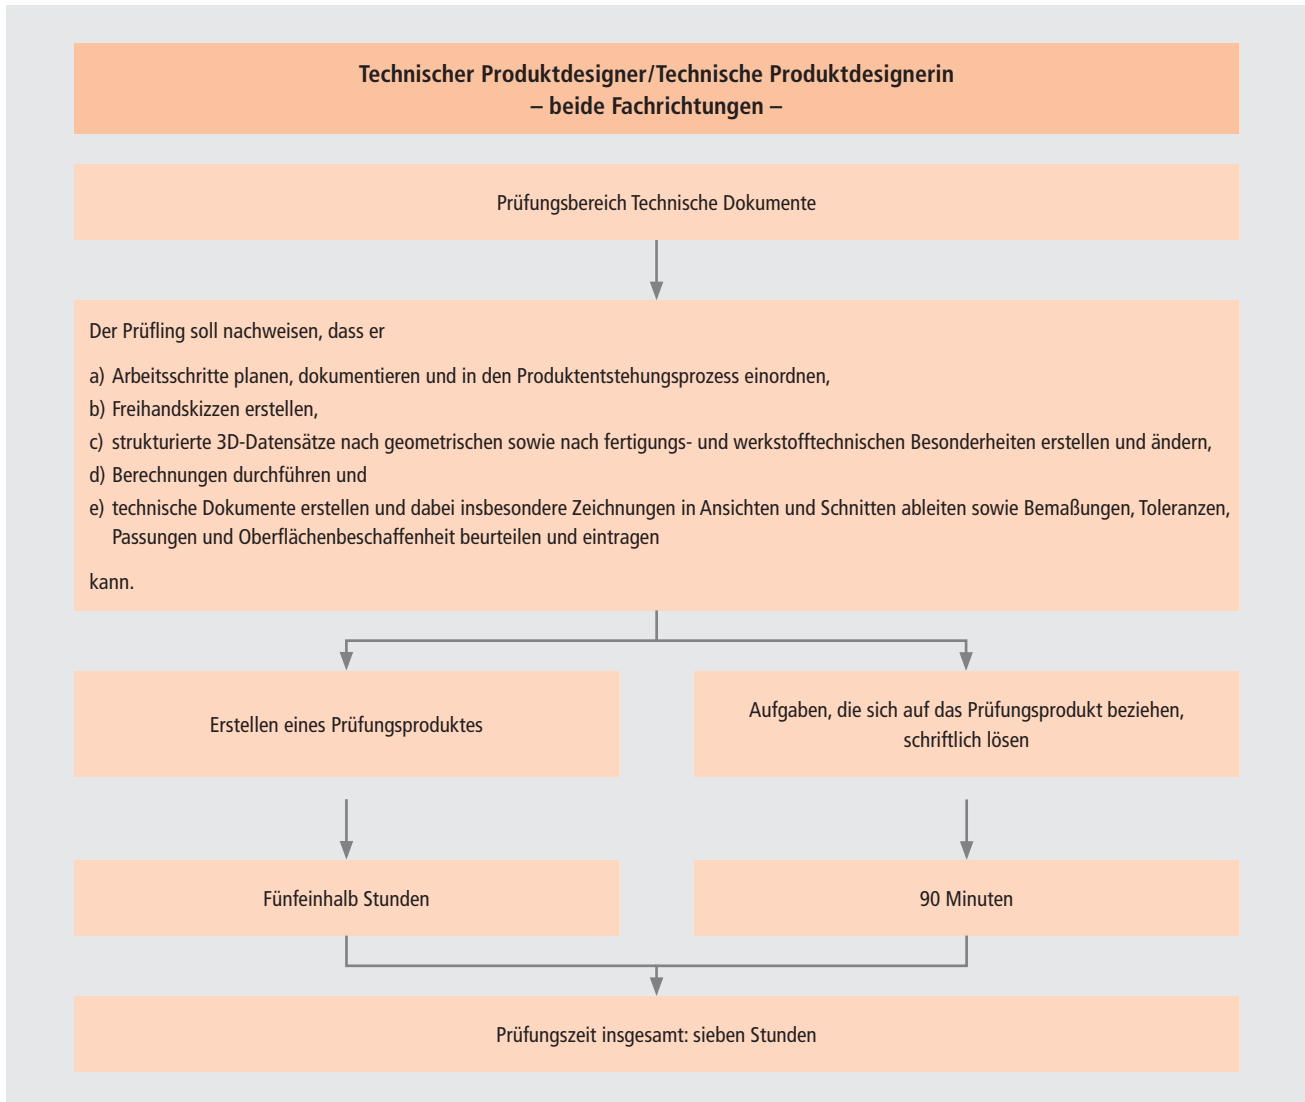 Technischer Produktdesigner/Technische Produktdesignerin
– beide Fachrichtungen –
Prüfungsbereich Technische Dokumente
Der Prüfling soll nachweisen, dass er
a) Arbeitsschritte planen, dokumentieren und in den Produktentstehungsprozess einordnen,
b) Freihandskizzen erstellen,
c) strukturierte 3D-Datensätze nach geometrischen sowie nach fertigungs- und werkstofftechnischen Besonderheiten erstellen und ändern,
d) Berechnungen durchführen und
e) technische Dokumente erstellen und dabei insbesondere Zeichnungen in Ansichten und Schnitten ableiten sowie Bemaßungen, Toleranzen,
Passungen und Oberflächenbeschaffenheit beurteilen und eintragen
kann.
Erstellen eines Prüfungsproduktes
Aufgaben, die sich auf das Prüfungsprodukt beziehen,
schriftlich lösen
Fünfeinhalb Stunden
90 Minuten
Prüfungszeit insgesamt: sieben Stunden